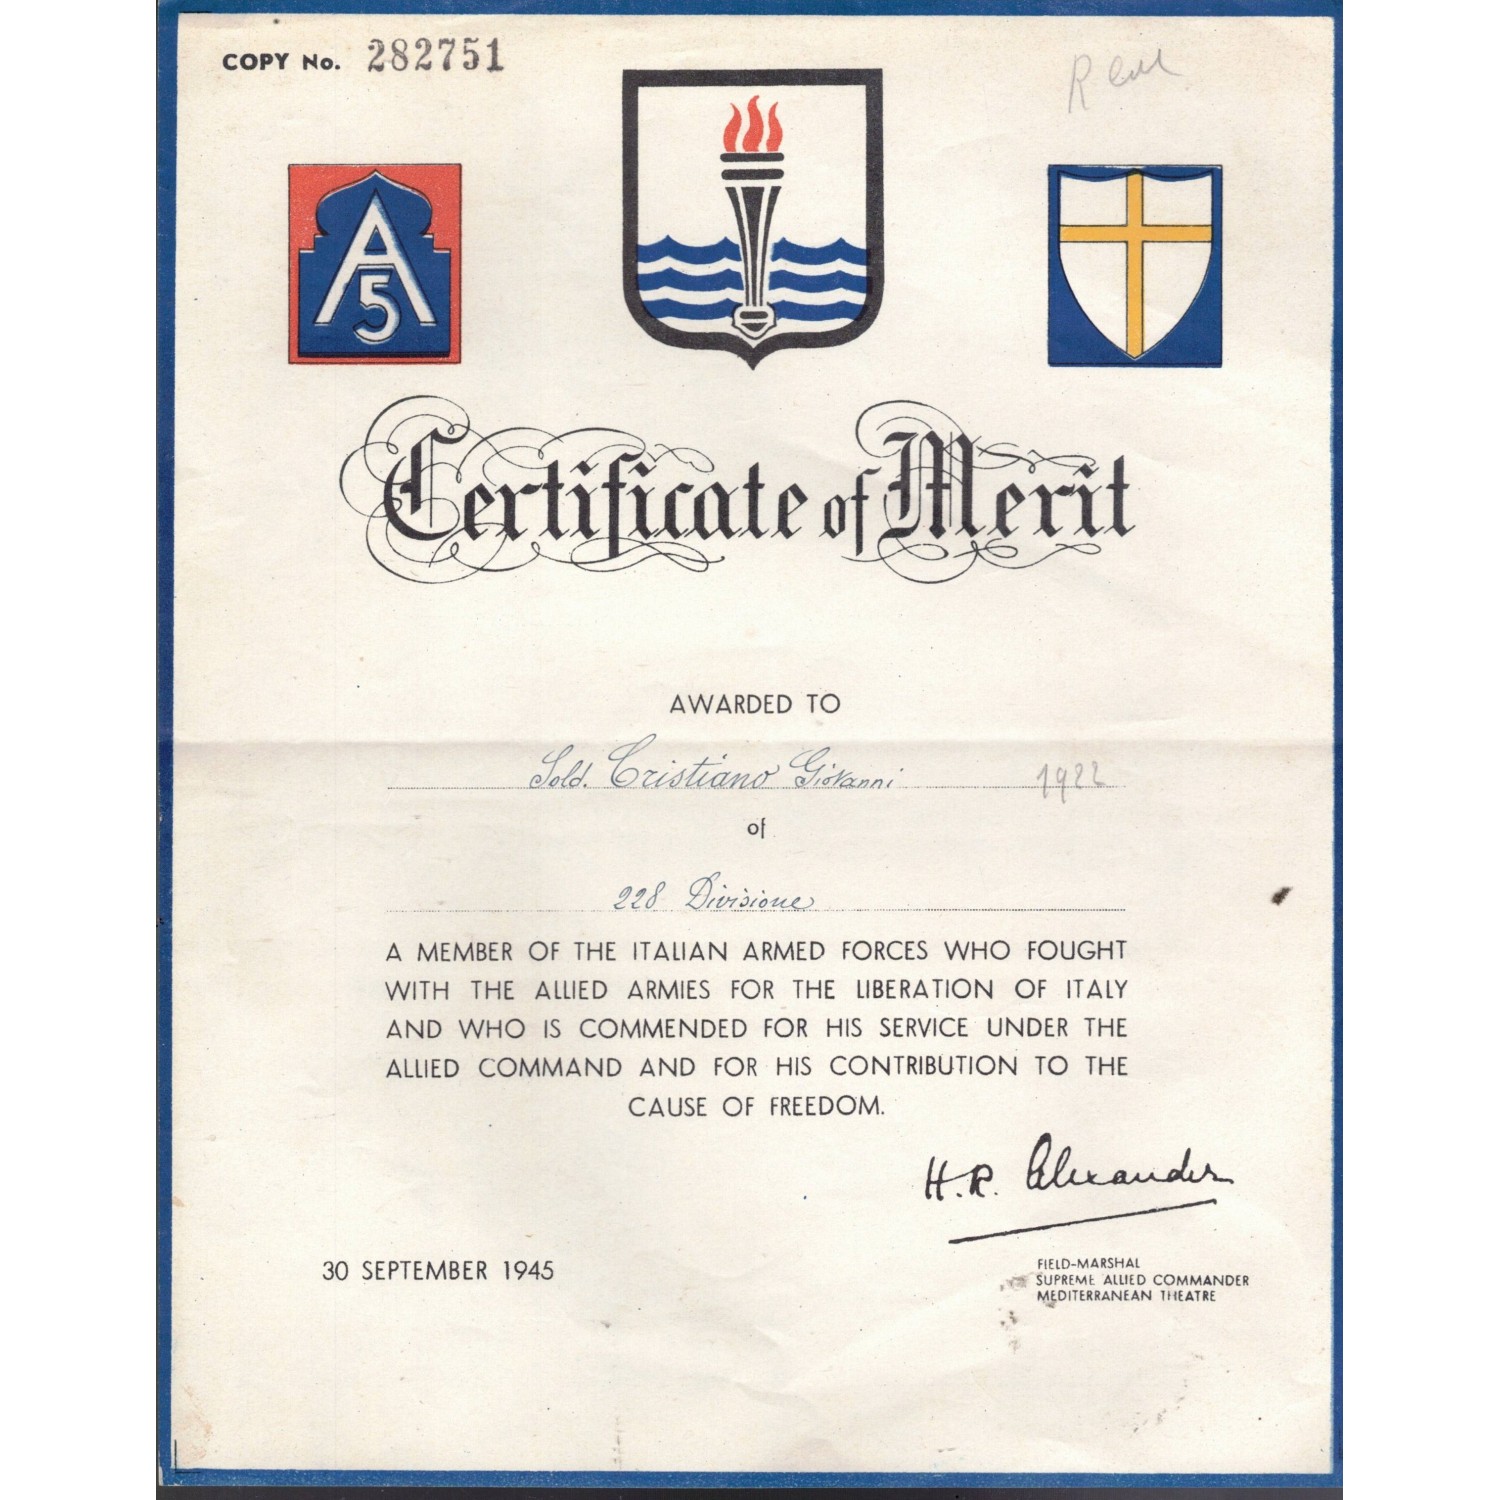 COPY No. 282751
A
5
Certificate of Merit
AWARDED TO
Sold. Cristiano Giovanni 1922
of
228 Divisione
A MEMBER OF THE ITALIAN ARMED FORCES WHO FOUGHT
WITH THE ALLIED ARMIES FOR THE LIBERATION OF ITALY
AND WHO IS COMMENDED FOR HIS SERVICE UNDER THE
ALLIED COMMAND AND FOR HIS CONTRIBUTION TO THE
CAUSE OF FREEDOM.
H.R. Alexander
30 SEPTEMBER 1945
FIELD-MARSHAL
SUPREME ALLIED COMMANDER
MEDITERRANEAN THEATRE